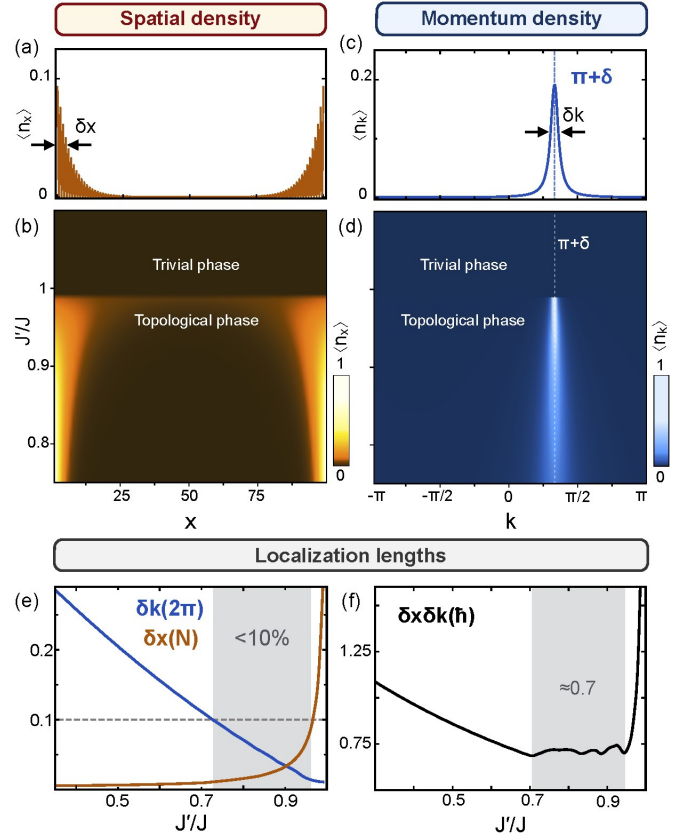 Spatial density
Momentum density
(a)
(c)
0.1
0.2
⟨nx⟩
δx
0
⟨nk⟩
π+δ
δk
0
(b)
(d)
Trivial phase
Topological phase
1
0.9
0.8
J'/J
25
50
75
x
1
0
⟨nx⟩
π+δ
Trivial phase
Topological phase
-π
-π/2
0
π/2
π
k
1
0
⟨nk⟩
Localization lengths
(e)
(f)
δk(2π)
δx(N)
<10%
0.2
0.1
0.5
0.7
0.9
J'/J
δxδk(ħ)
≈0.7
1.25
0.75
0.5
0.7
0.9
J'/J